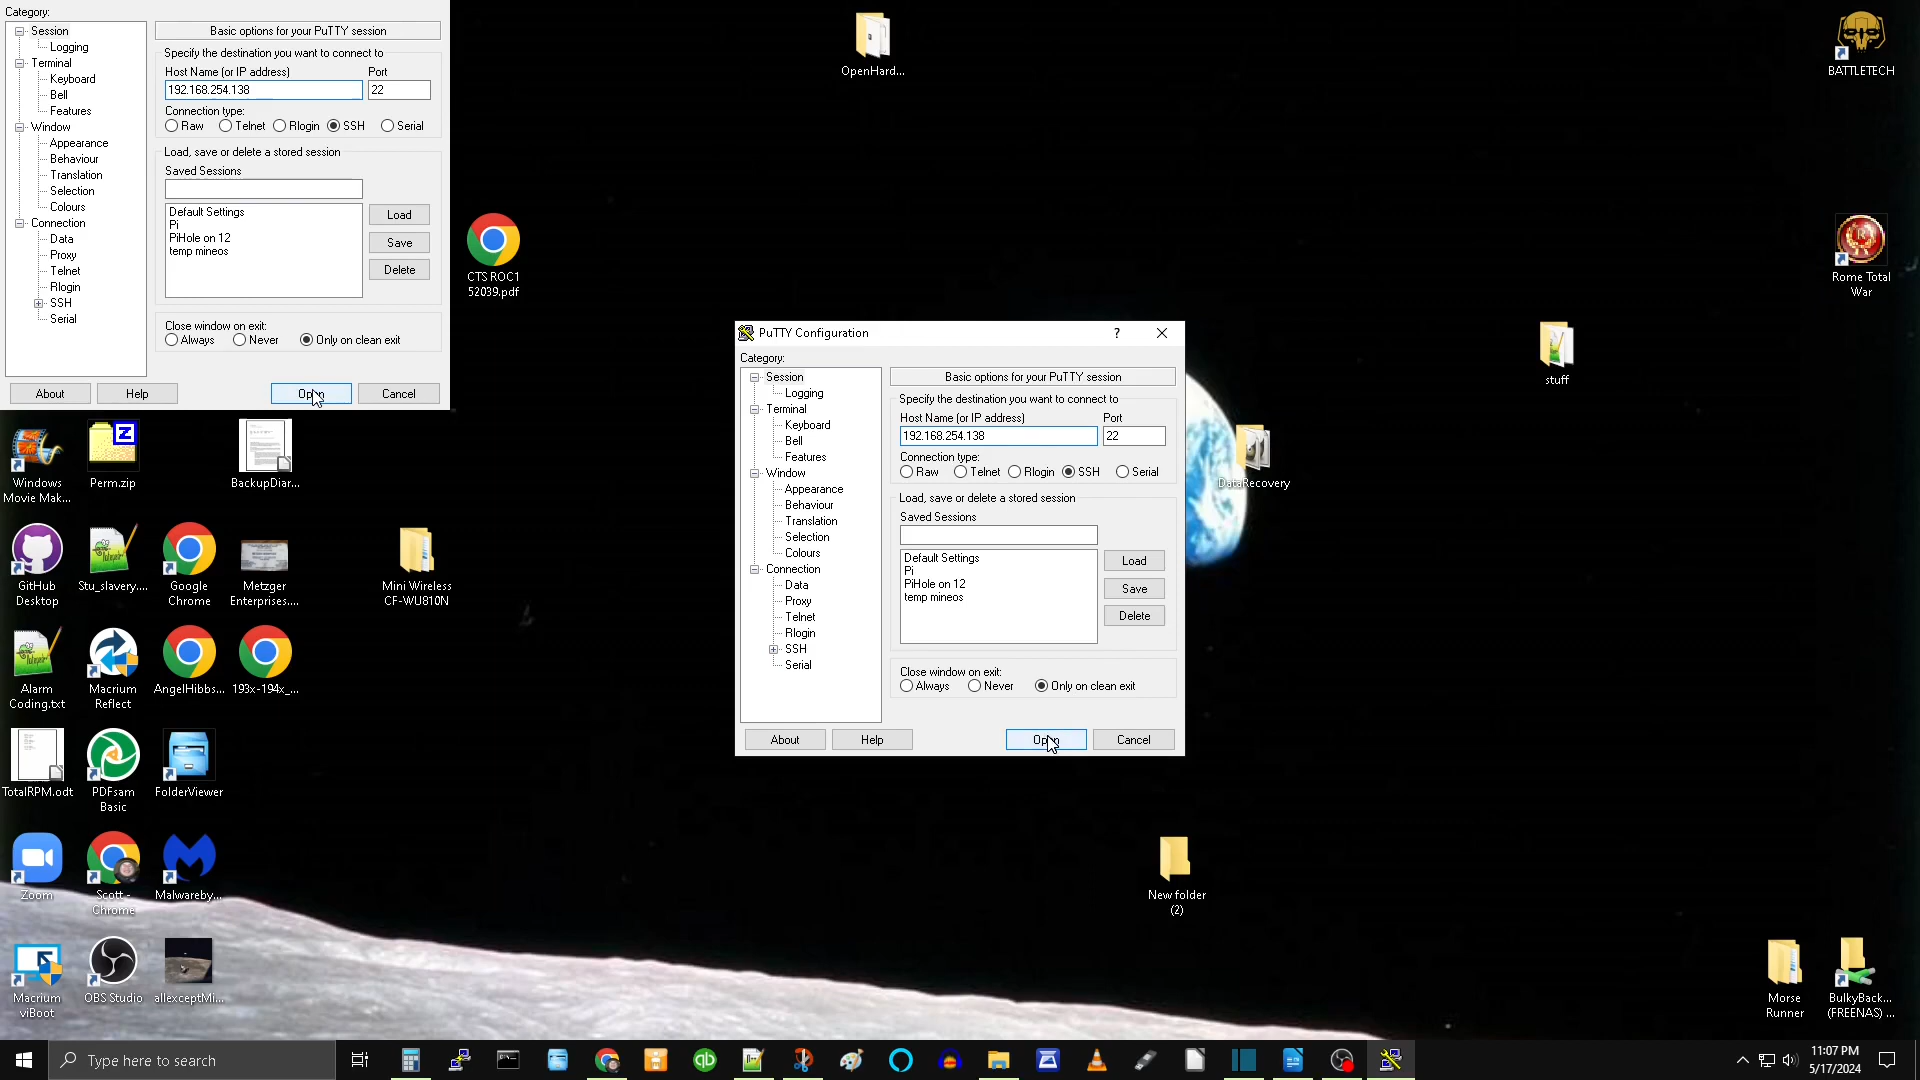 Category:
Session
Logging
Terminal
Keyboard
Bell
Features
Window
Appearance
Behaviour
Translation
Selection
Colours
Connection
Data
Proxy
Telnet
Rlogin
SSH
Serial
Basic options for your PuTTY session
Specify the destination you want to connect to
Host Name (or IP address) Port
192.168.254.138 22
Connection type:
Raw Telnet Rlogin SSH Serial
Load, save or delete a stored session
Saved Sessions
Default Settings
Pi
PiHole on 12
temp mineos
Load
Save
Delete
Close window on exit:
Always Never Only on clean exit
About Help Open Cancel
OpenHard...
BATTLETECH
CTS ROC1
52039.pdf
Rome Total
War
stuff
DataRecovery
PuTTY Configuration ?
Category:
Session
Logging
Terminal
Keyboard
Bell
Features
Window
Appearance
Behaviour
Translation
Selection
Colours
Connection
Data
Proxy
Telnet
Rlogin
SSH
Serial
Basic options for your PuTTY session
Specify the destination you want to connect to
Host Name (or IP address) Port
192.168.254.138 22
Connection type:
Raw Telnet Rlogin SSH Serial
Load, save or delete a stored session
Saved Sessions
Default Settings
Pi
PiHole on 12
temp mineos
Load
Save
Delete
Close window on exit:
Always Never Only on clean exit
About Help Open Cancel
Windows
Movie Mak...
Perm.zip
BackupDiar...
GitHub
Desktop
Stu_slavery....
Google
Chrome
Metzger
Enterprises....
Mini Wireless
CF-WU810N
Alarm
Coding.txt
Macrium
Reflect
AngelHibbs...
193x-194x_...
TotalRPM.odt
PDFsam
Basic
FolderViewer
Zoom
Scott -
Chrome
Malwareby...
New folder
(2)
Macrium
viBoot
OBS Studio
allexceptMi...
Morse
Runner
BulkyBack...
(FREENAS) ...
Type here to search
11:07 PM
5/17/2024